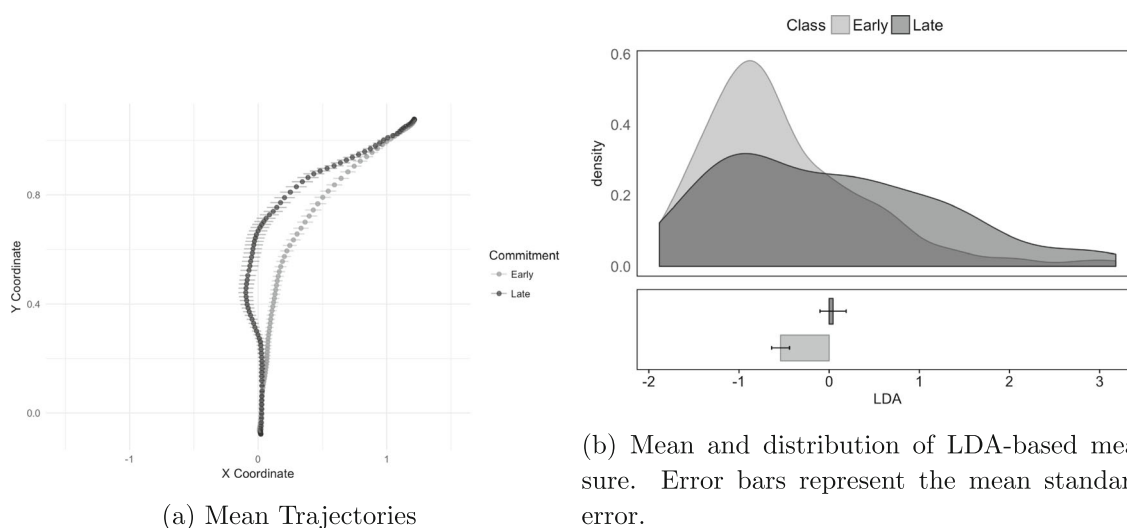 Class Early Late
0.6
0.4
0.2
0.0
density
-2 -1 0 1 2 3
LDA
0.8
0.4
0.0
Y Coordinate
-1 0 1
X Coordinate
Commitment
Early
Late
(a) Mean Trajectories
(b) Mean and distribution of LDA-based mea
sure. Error bars represent the mean standar
error.